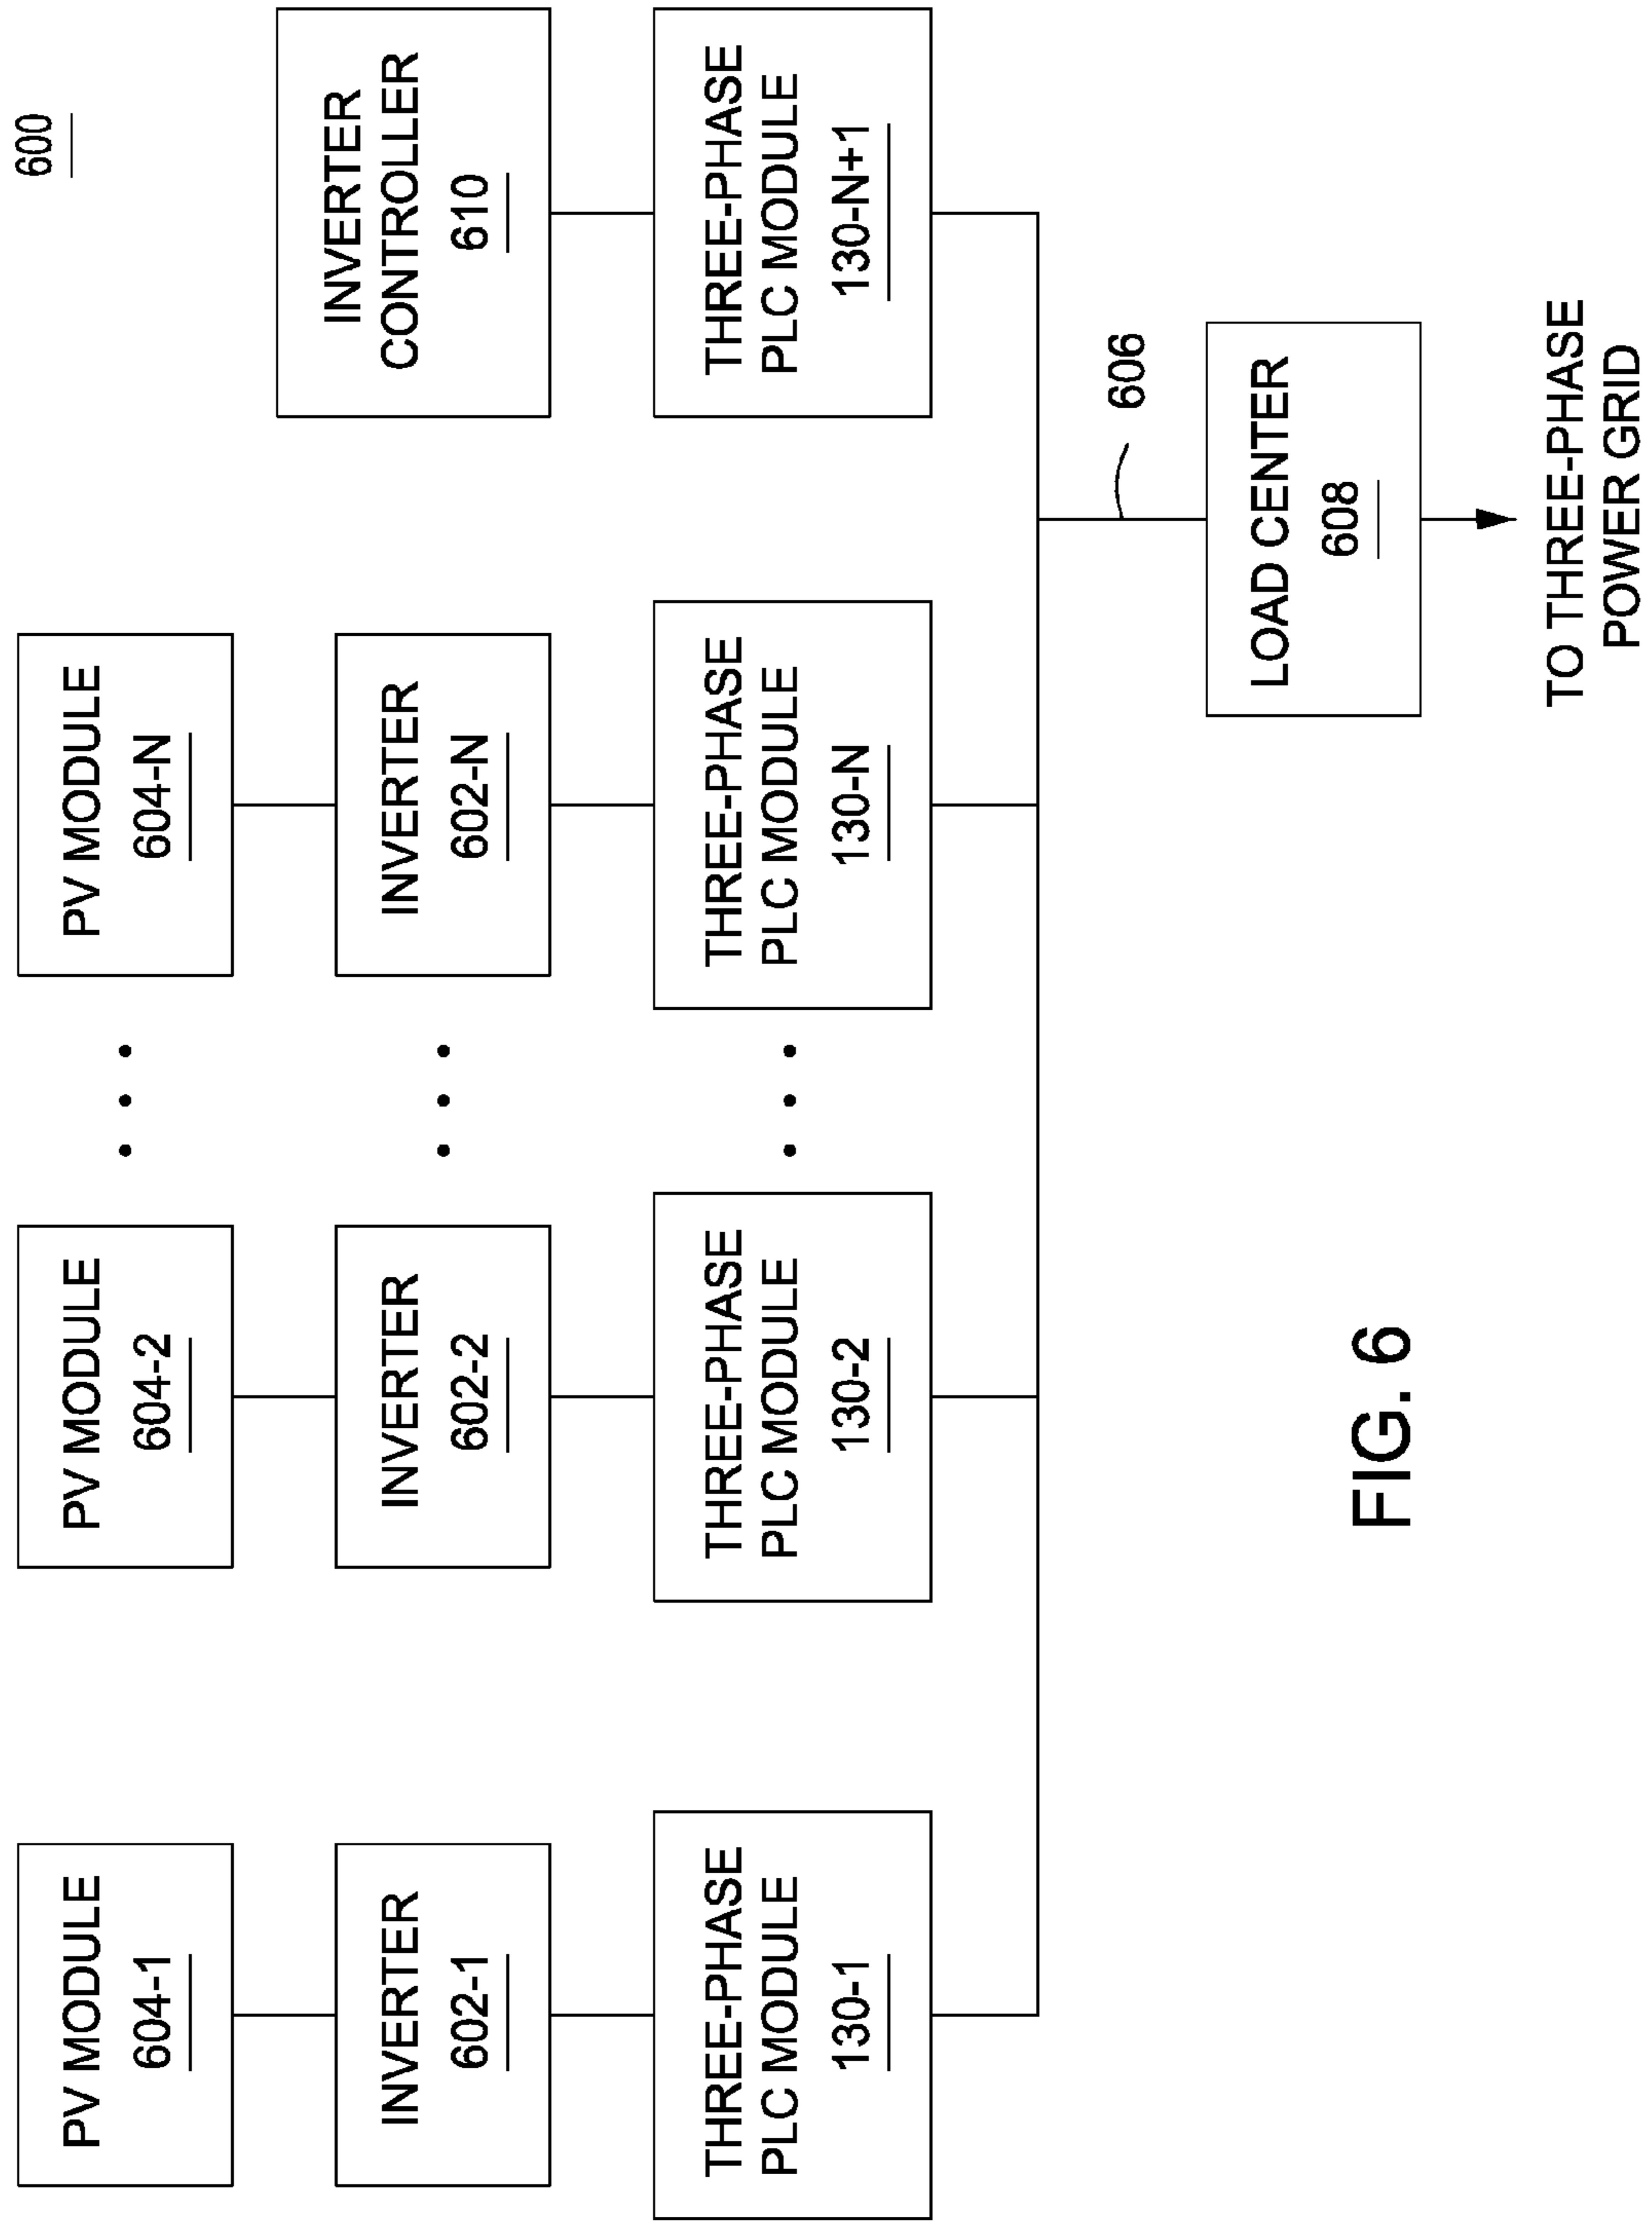 600
PV MODULE
604-1
PV MODULE
604-2
PV MODULE
604-N
INVERTER
602-1
INVERTER
602-2
INVERTER
602-N
INVERTER
CONTROLLER
610
THREE-PHASE
PLC MODULE
130-1
THREE-PHASE
PLC MODULE
130-2
THREE-PHASE
PLC MODULE
130-N
THREE-PHASE
PLC MODULE
130-N+1
606
LOAD CENTER
608
TO THREE-PHASE
POWER GRID
FIG. 6